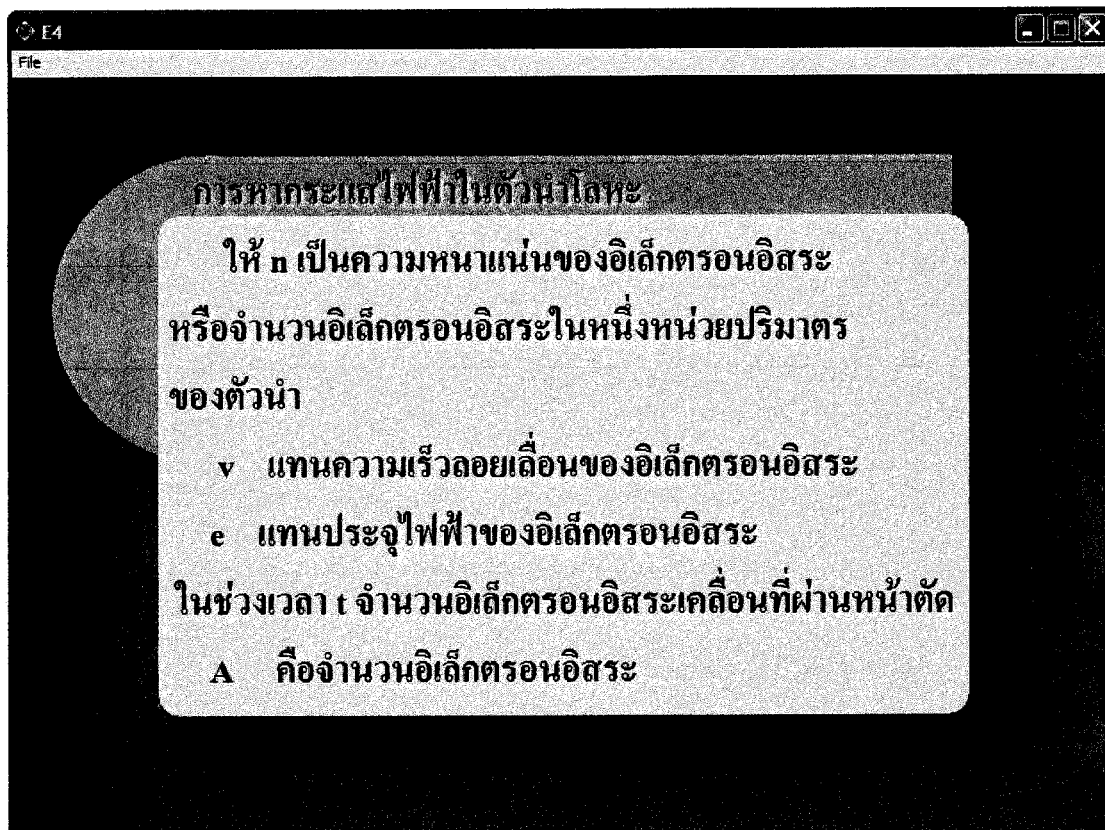 E4
File
การหากระแสไฟฟ้าในตัวนำโลหะ
ให้ n เป็นความหนาแน่นของอิเล็กตรอนอิสระ
หรือจำนวนอิเล็กตรอนอิสระในหนึ่งหน่วยปริมาตร
ของตัวนำ
v แทนความเร็วลอยเลื่อนของอิเล็กตรอนอิสระ
e แทนประจุไฟฟ้าของอิเล็กตรอนอิสระ
ในช่วงเวลา t จำนวนอิเล็กตรอนอิสระเคลื่อนที่ผ่านหน้าตัด
A คือจำนวนอิเล็กตรอนอิสระ